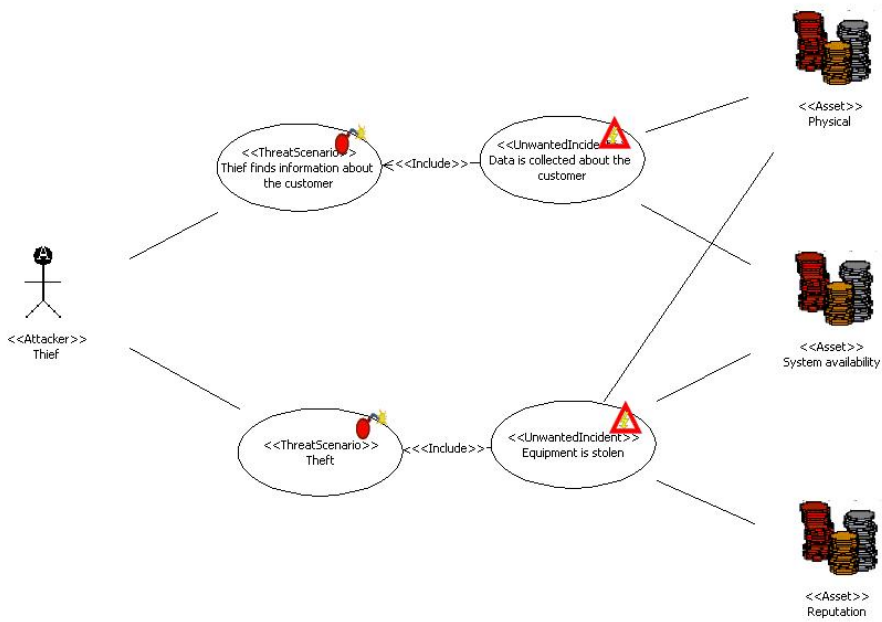 <<Asset>>
Physical
<<ThreatScenario>>
Thief finds information about
the customer
<<Include>>
<<UnwantedIncident>>
Data is collected about the
customer
A
<<Attacker>>
Thief
<<Asset>>
System availability
<<ThreatScenario>>
Theft
<<Include>>
<<UnwantedIncident>>
Equipment is stolen
<<Asset>>
Reputation